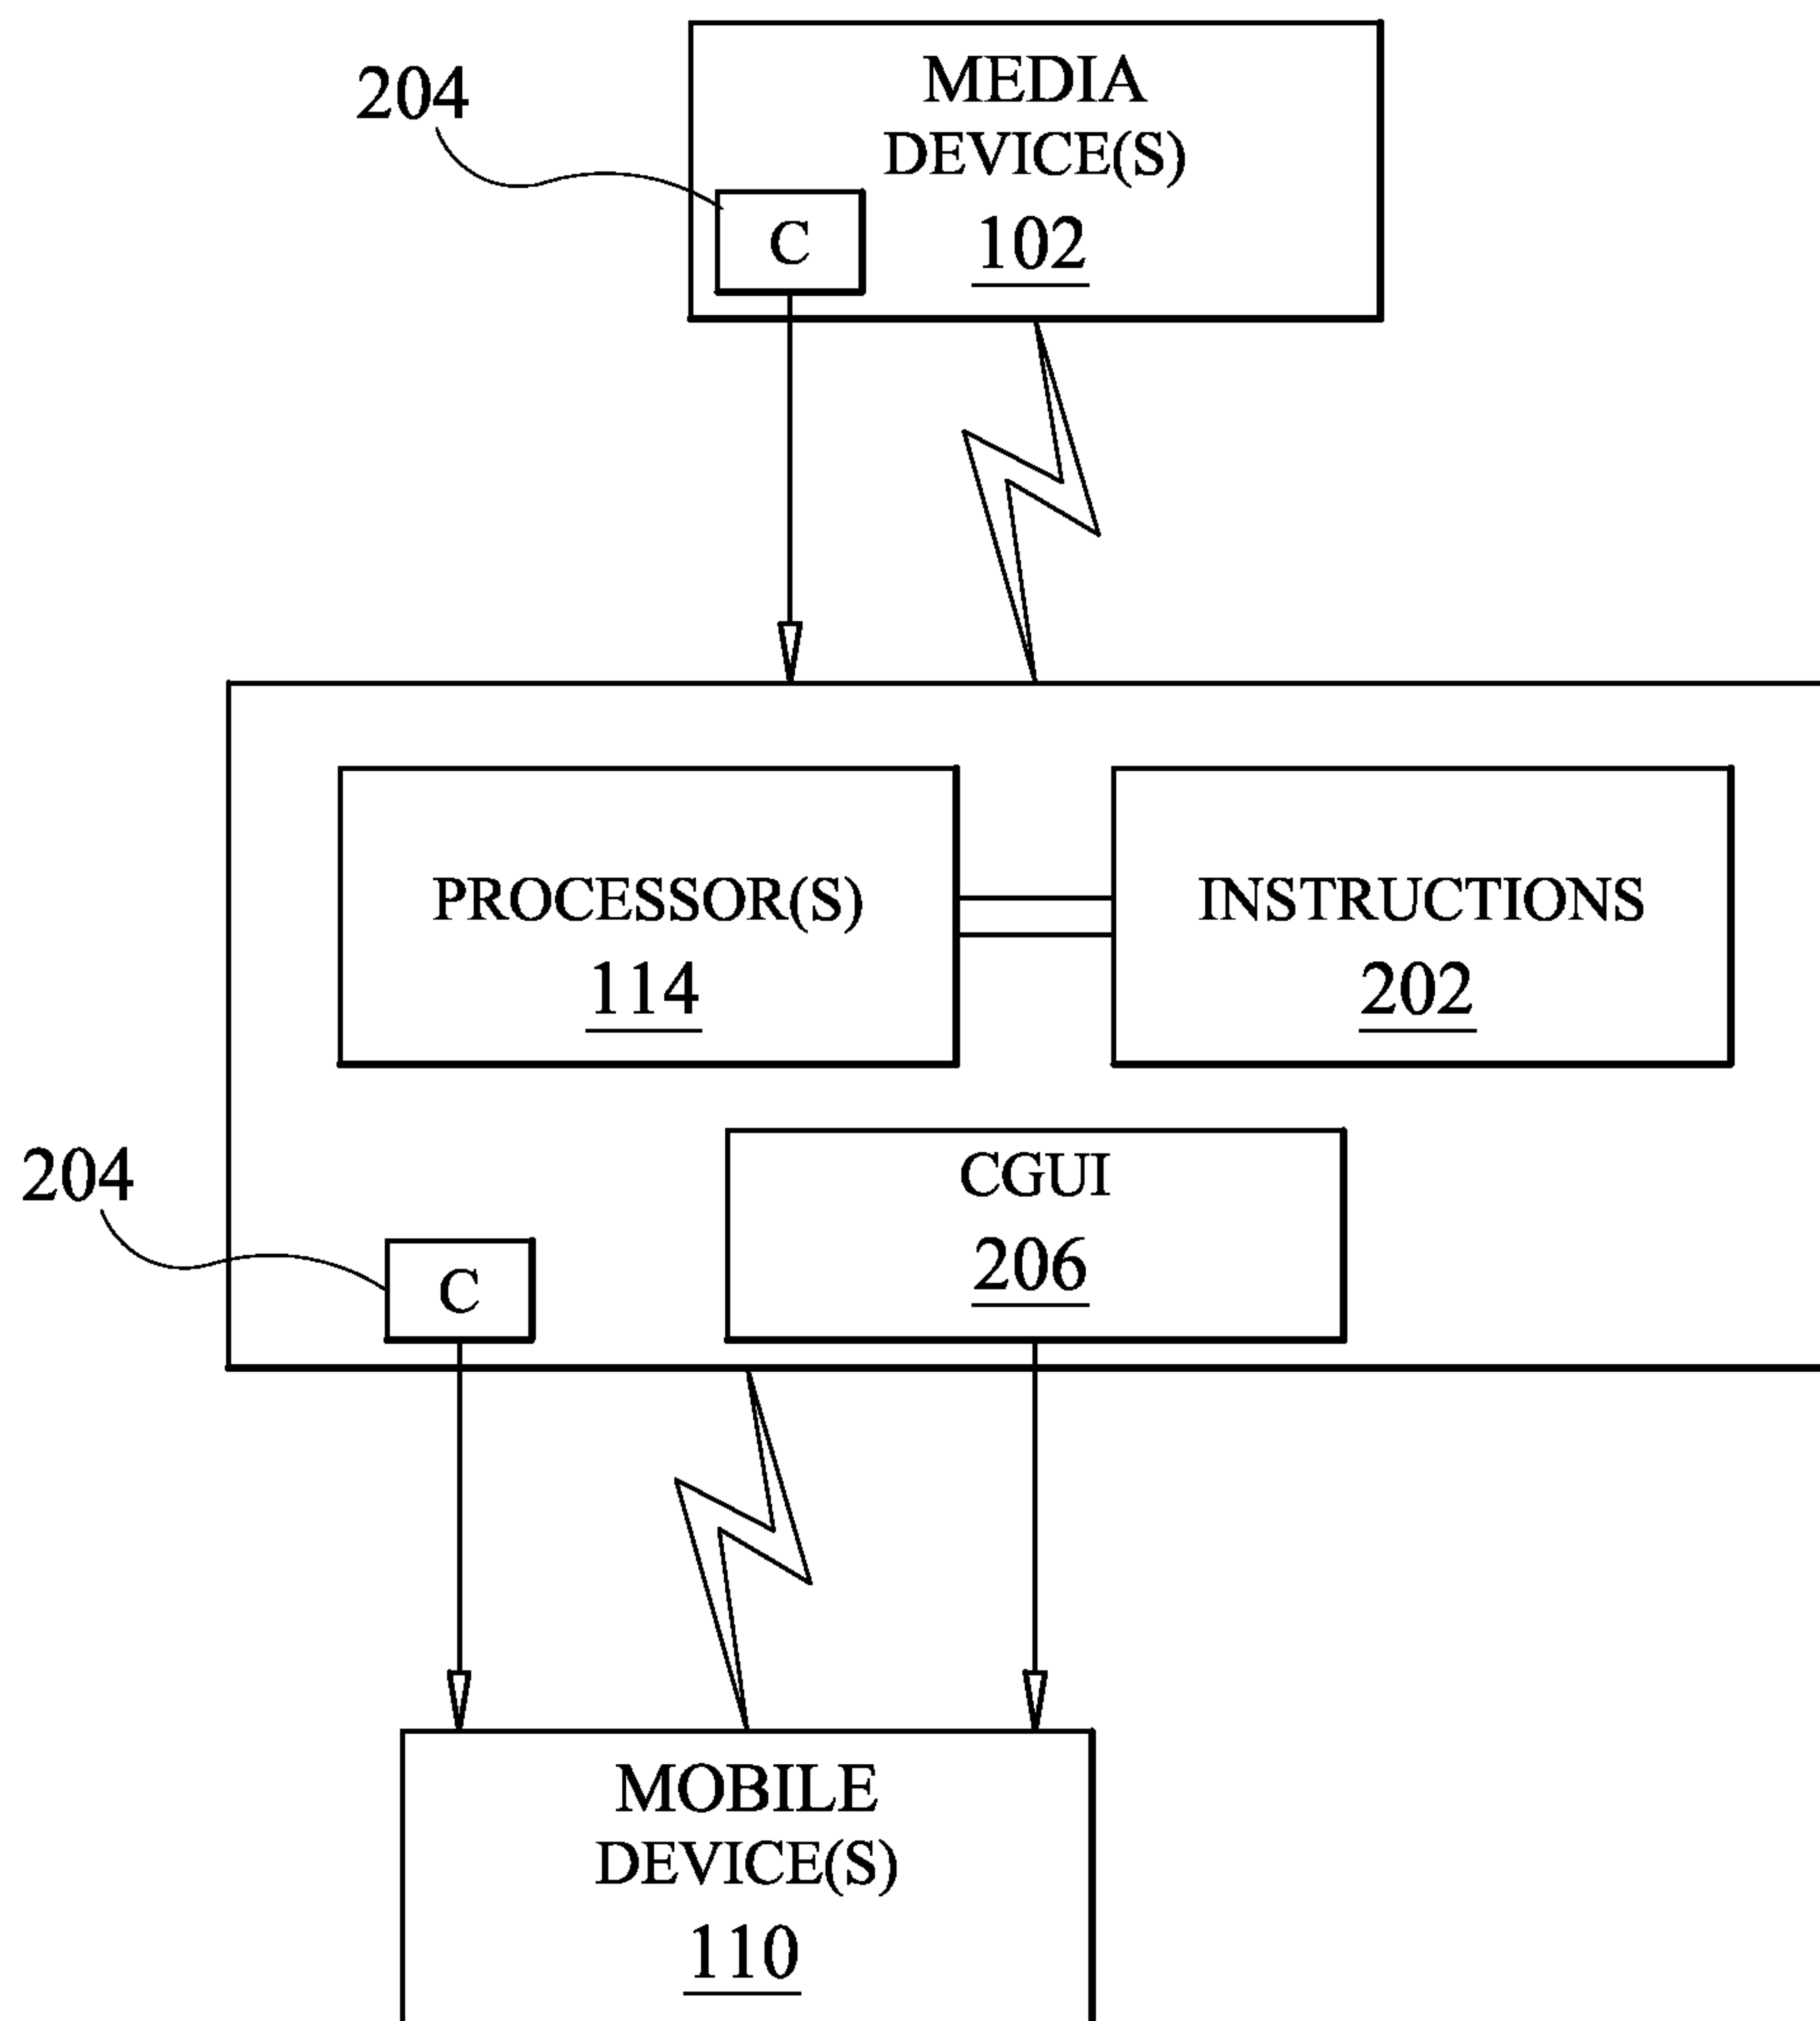 204
MEDIA
DEVICE(S)
C
102
PROCESSOR(S)
114
INSTRUCTIONS
202
204
C
CGUI
206
MOBILE
DEVICE(S)
110